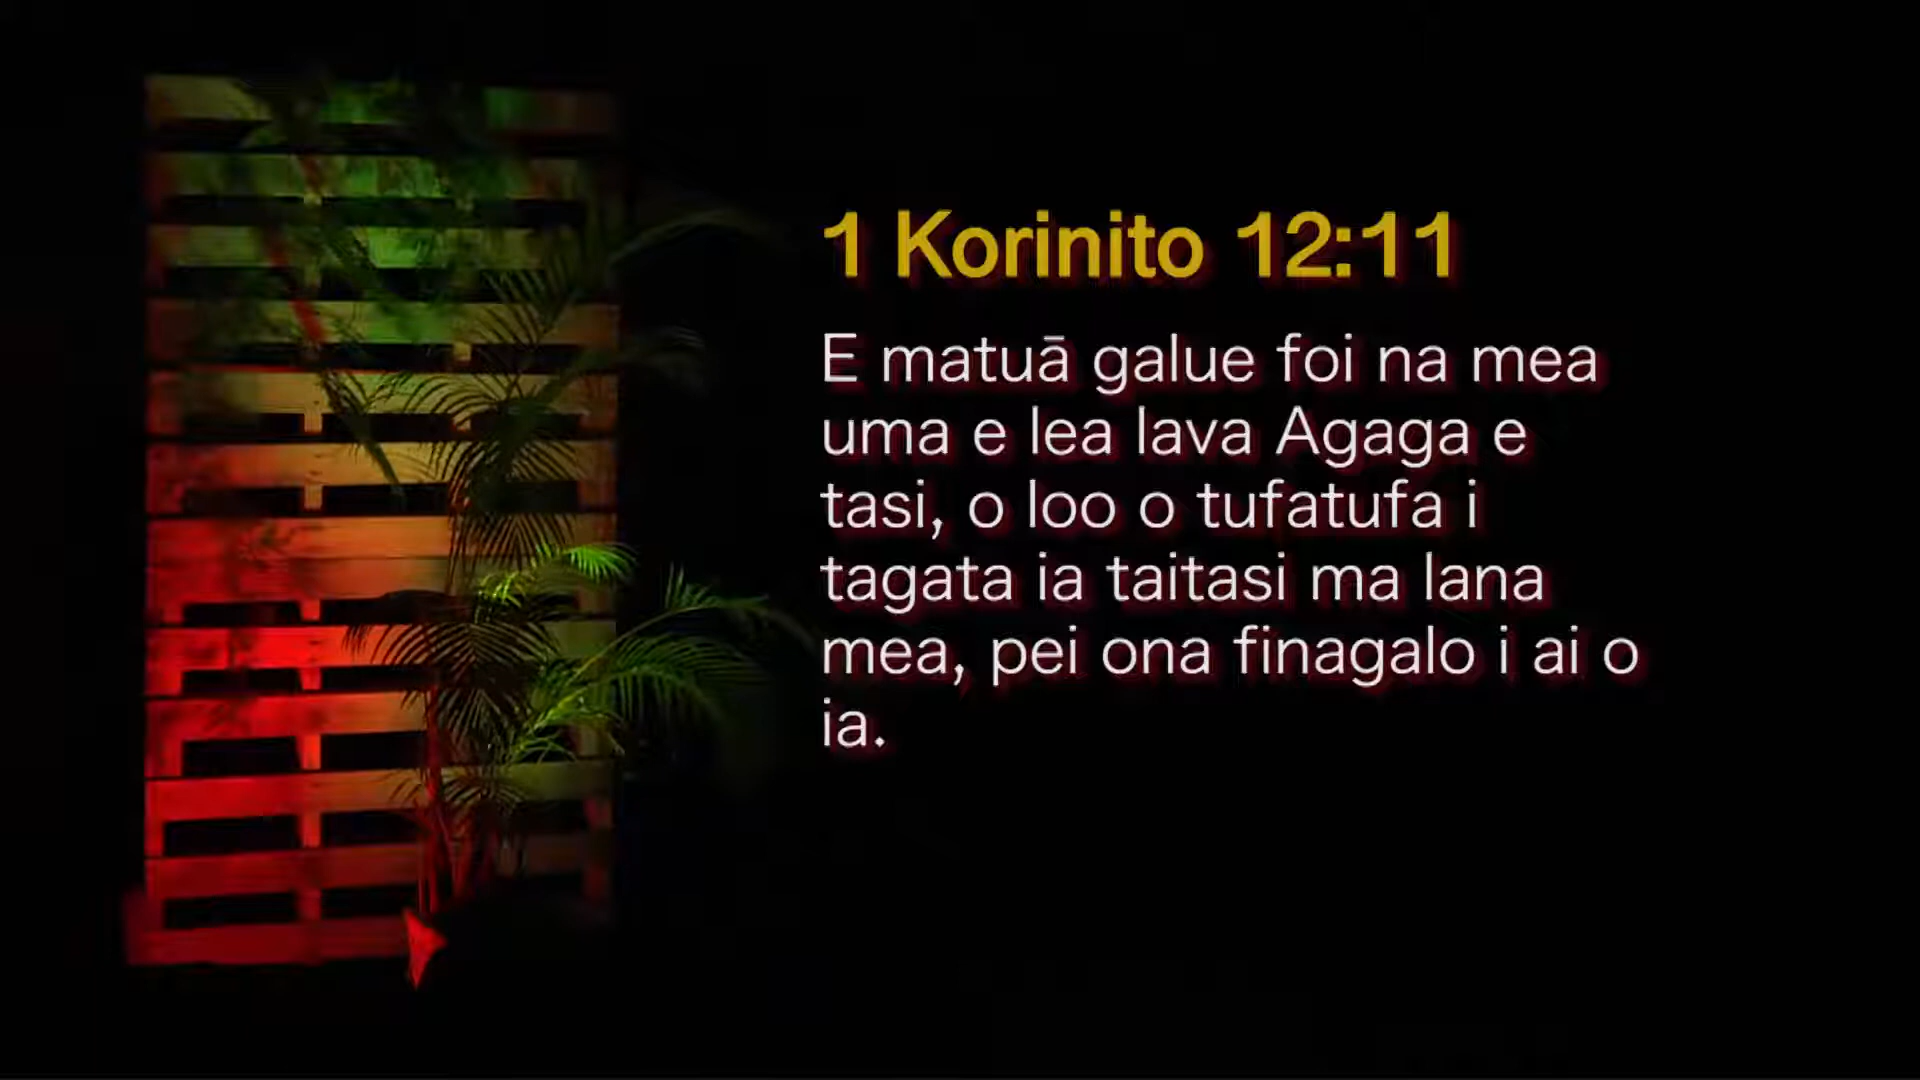 1 Korinito 12:11
E matuā galue foi na mea
uma e lea lava Agaga e
tasi, o loo o tufatufa i
tagata ia taitasi ma lana
mea, pei ona finagalo i ai o
ia.